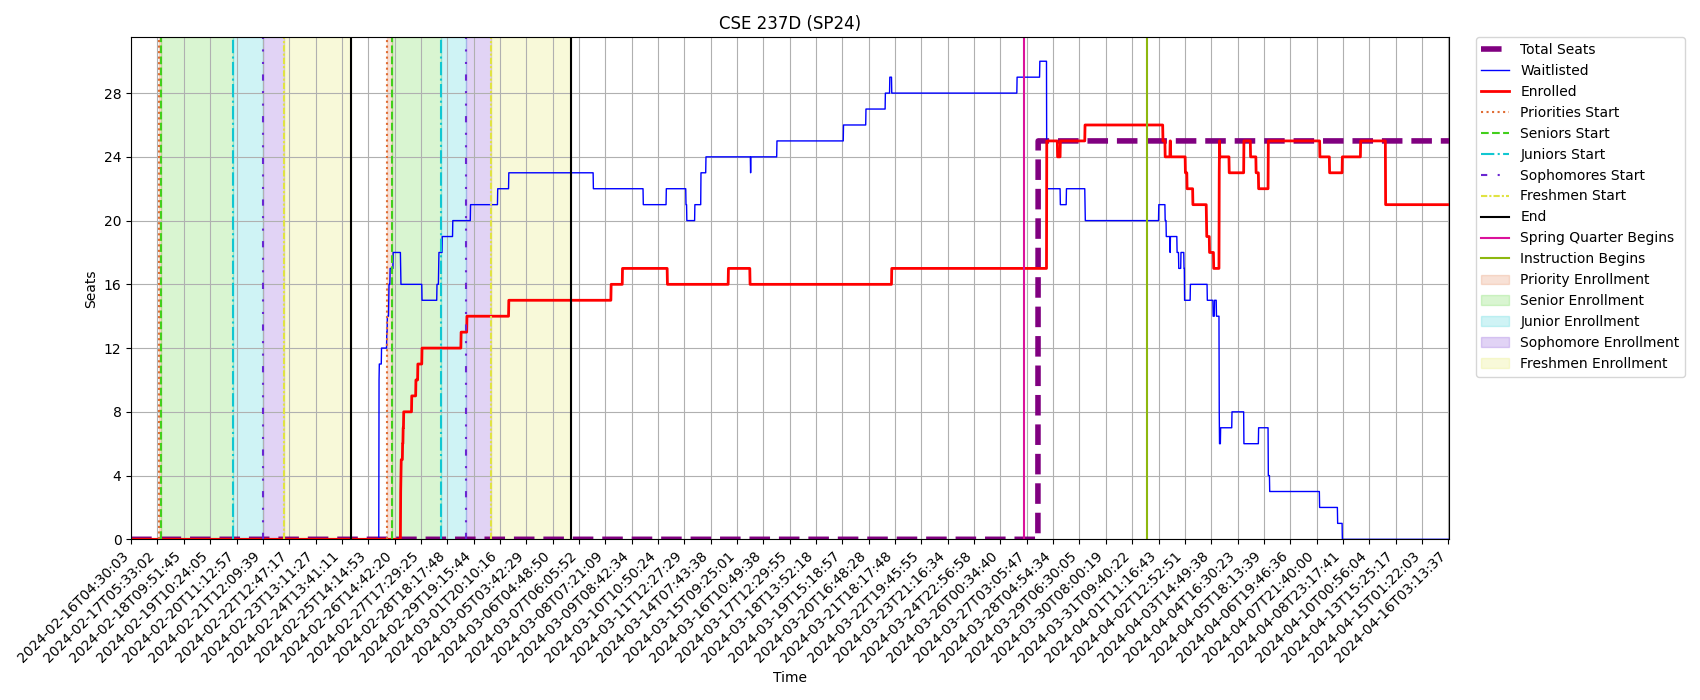 CSE 237D (SP24)
Total Seats
Waitlisted
Enrolled
Priorities Start
Seniors Start
Juniors Start
Sophomores Start
Freshmen Start
End
Spring Quarter Begins
Instruction Begins
Priority Enrollment
Senior Enrollment
Junior Enrollment
Sophomore Enrollment
Freshmen Enrollment
Seats
28
24
20
16
12
8
4
0
2024-02-16T04:30:03
2024-02-17T05:33:02
2024-02-18T09:51:45
2024-02-19T10:24:05
2024-02-20T11:12:57
2024-02-21T12:09:39
2024-02-22T12:47:17
2024-02-23T13:11:27
2024-02-24T13:41:11
2024-02-25T14:14:53
2024-02-26T14:42:20
2024-02-27T17:29:25
2024-02-28T18:17:48
2024-02-29T19:15:44
2024-03-01T20:10:16
2024-03-05T03:42:29
2024-03-06T04:48:50
2024-03-07T06:05:52
2024-03-08T07:21:09
2024-03-09T08:42:34
2024-03-10T10:50:24
2024-03-11T12:27:29
2024-03-14T07:43:38
2024-03-15T09:25:01
2024-03-16T10:49:38
2024-03-17T12:29:55
2024-03-18T13:52:18
2024-03-19T15:18:57
2024-03-20T16:48:28
2024-03-21T18:17:48
2024-03-22T19:45:55
2024-03-23T21:16:34
2024-03-24T22:56:58
2024-03-26T00:34:40
2024-03-27T03:05:47
2024-03-28T04:54:34
2024-03-29T06:30:05
2024-03-30T08:00:19
2024-03-31T09:40:22
2024-04-01T11:16:43
2024-04-02T12:52:51
2024-04-03T14:49:38
2024-04-04T16:30:23
2024-04-05T18:13:39
2024-04-06T19:46:36
2024-04-07T21:40:00
2024-04-08T23:17:41
2024-04-10T00:56:04
2024-04-13T15:25:17
2024-04-15T01:22:03
2024-04-16T03:13:37
Time